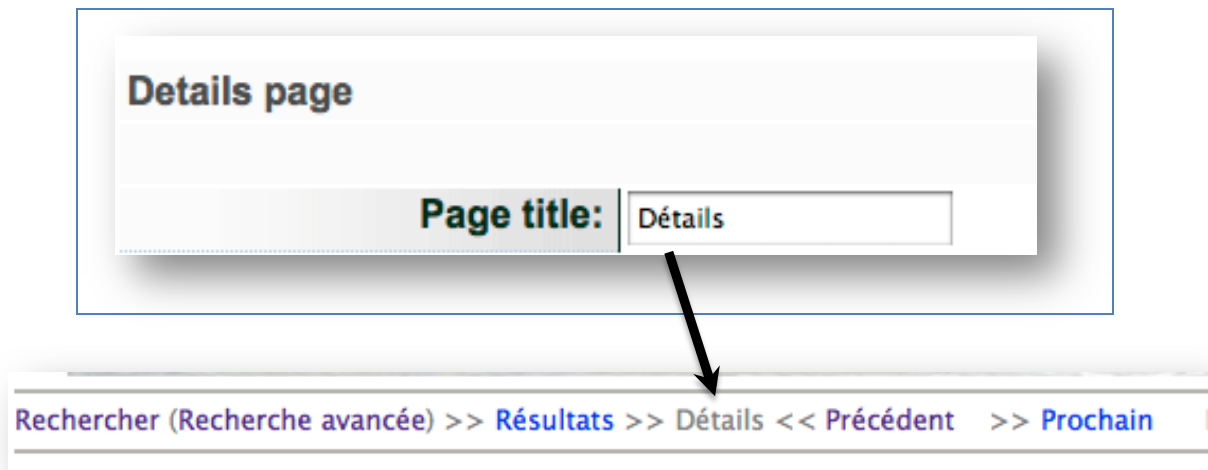 Details page
Page title: Détails
Rechercher (Recherche avancée) >> Résultats >> Détails << Précédent >> Prochain